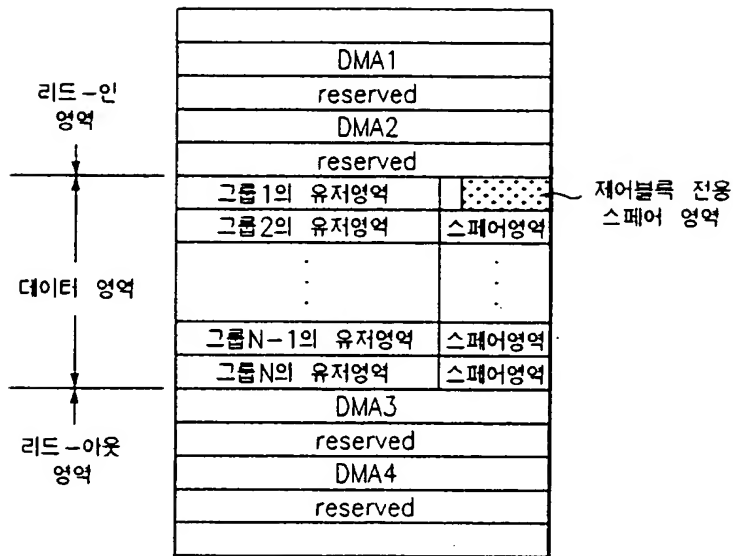 DMA1
reserved
DMA2
reserved
리드-인
영역
그룹1의 유저영역
제어블록 전용
스페어 영역
그룹2의 유저영역 스페어영역
데이터 영역
그룹N-1의 유저영역 스페어영역
그룹N의 유저영역 스페어영역
DMA3
reserved
DMA4
reserved
리드-아웃
영역